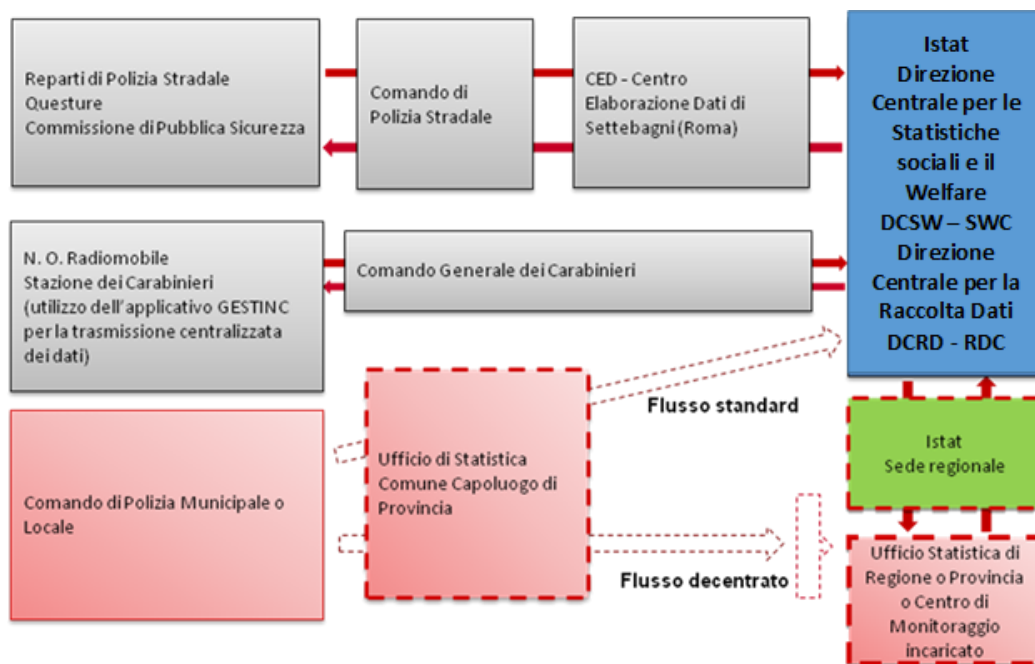 Reparti di Polizia Stradale
Questure
Commissione di Pubblica Sicurezza
Comando di
Polizia Stradale
CED - Centro
Elaborazione Dati di
Settebagni (Roma)
Istat
Direzione
Centrale per le
Statistiche
sociali e il
Welfare
DCSW – SWC
Direzione
Centrale per la
Raccolta Dati
DCRD - RDC
N. O. Radiomobile
Stazione dei Carabinieri
(utilizzo dell'applicativo GESTINC
per la trasmissione centralizzata
dei dati)
Comando Generale dei Carabinieri
Comando di Polizia Municipale o
Locale
Ufficio di Statistica
Comune Capoluogo di
Provincia
Flusso standard
Flusso decentrato
Istat
Sede regionale
Ufficio Statistica di
Regione o Provincia
o Centro di
Monitoraggio
incaricato